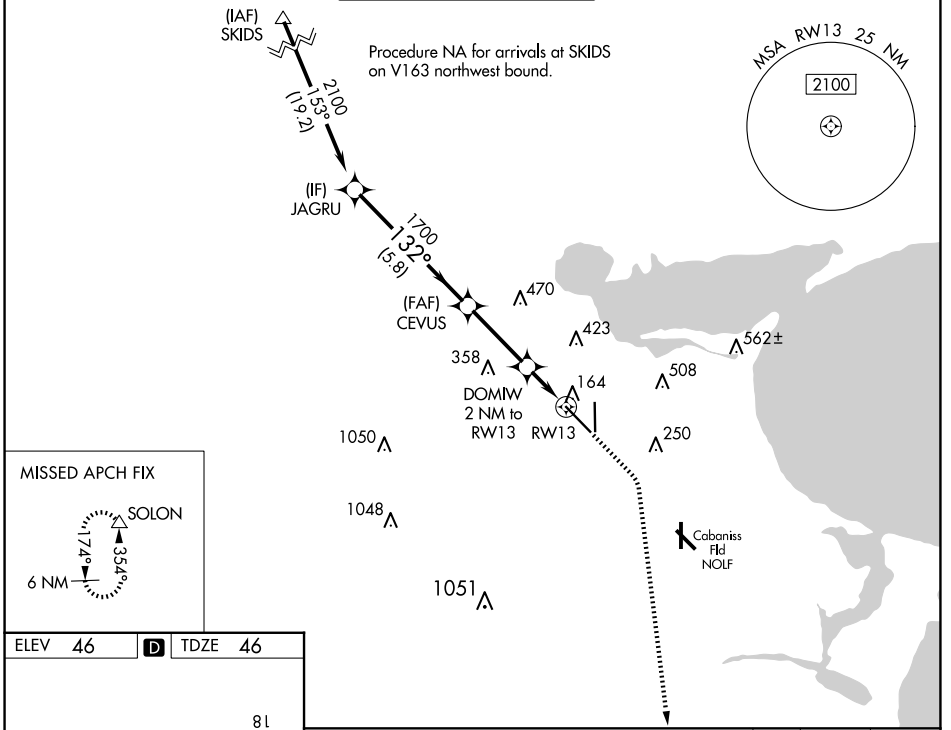 (IAF)
SKIDS
Procedure NA for arrivals at SKIDS
on V163 northwest bound.
MSA RW13 25 NM
2100
2100
153°
(19.2)
(IF)
JAGRU
1700
132°
(5.8)
(FAF)
CEVUS
470
423
562±
358
508
DOMIW
2 NM to
RW13
164
RW13
250
1050
1048
1051
Cabaniss
Fld
NOLF
MISSED APCH FIX
SOLON
174°
354°
6 NM
ELEV 46
D
TDZE 46
18